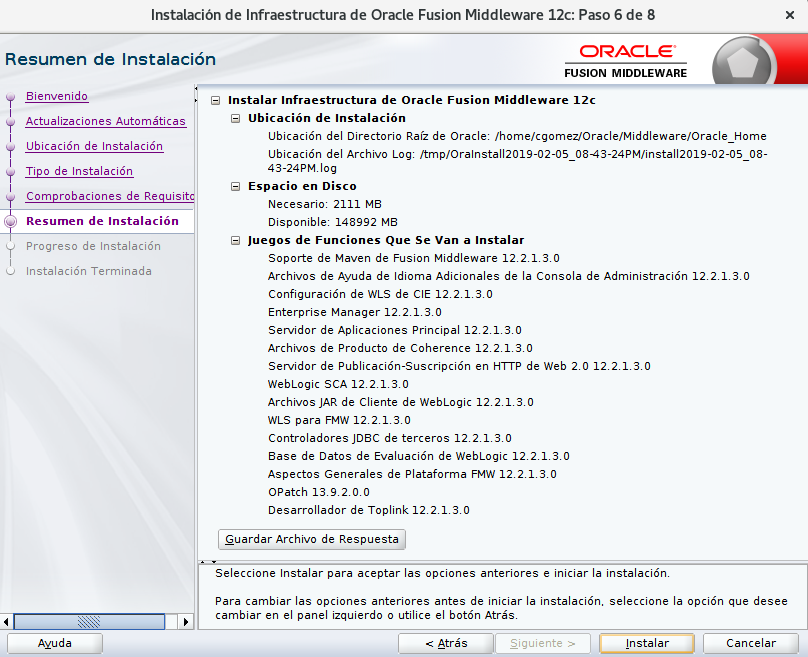 Instalación de Infraestructura de Oracle Fusion Middleware 12c: Paso 6 de 8
Resumen de Instalación
ORACLE
FUSION MIDDLEWARE
Bienvenido
Actualizaciones Automáticas
Ubicación de Instalación
Tipo de Instalación
Comprobaciones de Requisito
Resumen de Instalación
Progreso de Instalación
Instalación Terminada
Instalar Infraestructura de Oracle Fusion Middleware 12c
Ubicación de Instalación
Ubicación del Directorio Raíz de Oracle: /home/cgomez/Oracle/Middleware/Oracle_Home
Ubicación del Archivo Log: /tmp/OraInstall2019-02-05_08-43-24PM/install2019-02-05_08-
43-24PM.log
Espacio en Disco
Necesario: 2111 MB
Disponible: 148992 MB
Juegos de Funciones Que Se Van a Instalar
Soporte de Maven de Fusion Middleware 12.2.1.3.0
Archivos de Ayuda de Idioma Adicionales de la Consola de Administración 12.2.1.3.0
Configuración de WLS de CIE 12.2.1.3.0
Enterprise Manager 12.2.1.3.0
Servidor de Aplicaciones Principal 12.2.1.3.0
Archivos de Producto de Coherence 12.2.1.3.0
Servidor de Publicación-Suscripción en HTTP de Web 2.0 12.2.1.3.0
WebLogic SCA 12.2.1.3.0
Archivos JAR de Cliente de WebLogic 12.2.1.3.0
WLS para FMW 12.2.1.3.0
Controladores JDBC de terceros 12.2.1.3.0
Base de Datos de Evaluación de WebLogic 12.2.1.3.0
Aspectos Generales de Plataforma FMW 12.2.1.3.0
OPatch 13.9.2.0.0
Desarrollador de Toplink 12.2.1.3.0
Guardar Archivo de Respuesta
Seleccione Instalar para aceptar las opciones anteriores e iniciar la instalación.
Para cambiar las opciones anteriores antes de iniciar la instalación, seleccione la opción que desee
cambiar en el panel izquierdo o utilice el botón Atrás.
Ayuda
< Atrás
Siguiente >
Instalar
Cancelar